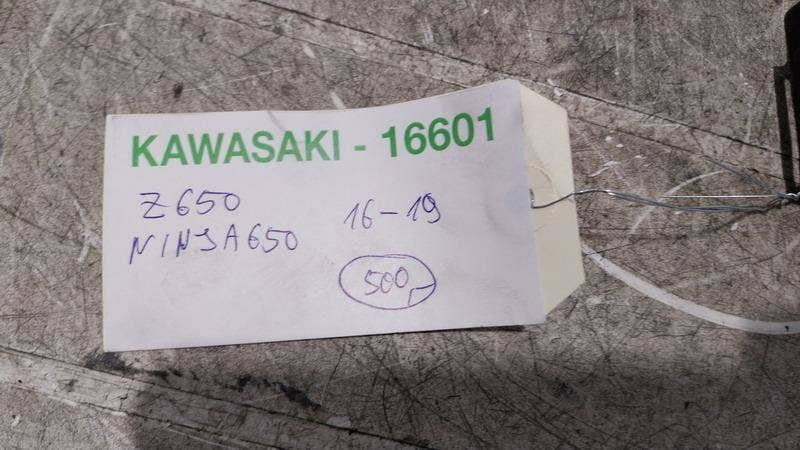 KAWASAKI - 16601
Z650
NINJA650
16-19
500,-